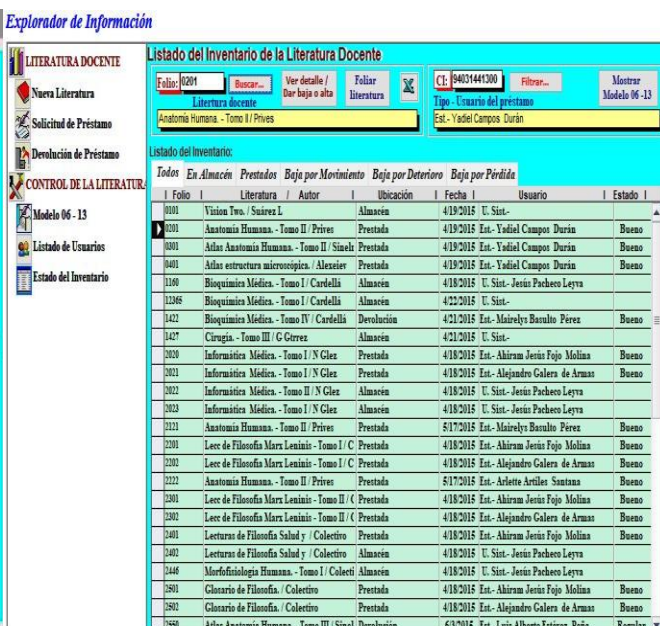 Explorador de Información
LITERATURA DOCENTE
Nueva Literatura
Solicitud de Préstamo
Devolución de Préstamo
CONTROL DE LA LITERATURA
Modelo 06 - 13
Listado de Usuarios
Estado del Inventario
Listado del Inventario de la Literatura Docente
Folio: 0201 Buscar... Ver detalle / Dar baja o alta Foliar literatura
Litertura docente
Anatomía Humana. - Tomo II / Prives
CI: 94031441300 Filtrar... Mostrar Modelo 06 -13
Tipo - Usuario del préstamo
Est.- Yadiel Campos Durán
Listado del Inventario:
Todos En Almacén Prestados Baja por Movimiento Baja por Deterioro Baja por Pérdida
| Folio | Literatura / Autor | Ubicación | Fecha | Usuario | Estado |
0101 Vision Two. / Suárez L Almacén 4/19/2015 U. Sist.-
0201 Anatomía Humana. - Tomo II / Prives Prestada 4/19/2015 Est.- Yadiel Campos Durán Bueno
0301 Atlas Anatomía Humana. - Tomo II / Sineln Prestada 4/19/2015 Est.- Yadiel Campos Durán Bueno
0401 Atlas estructura microscópica. / Alexeiev Prestada 4/19/2015 Est.- Yadiel Campos Durán Bueno
1160 Bioquímica Médica. - Tomo I / Cardellá Almacén 4/18/2015 U. Sist.- Jesús Pacheco Leyva
12365 Bioquímica Médica. - Tomo I / Cardellá Almacén 4/22/2015 U. Sist.-
1422 Bioquímica Médica. - Tomo IV / Cardellá Devolución 4/21/2015 Est.- Mairelys Basulto Pérez Bueno
1427 Cirugía. - Tomo III / G Gtrrez Almacén 4/21/2015 U. Sist.-
2020 Informática Médica. - Tomo I / N Glez Prestada 4/18/2015 Est.- Ahiram Jesús Fojo Molina Bueno
2021 Informática Médica. - Tomo I / N Glez Prestada 4/18/2015 Est.- Alejandro Galera de Armas Bueno
2022 Informática Médica. - Tomo II / N Glez Almacén 4/18/2015 U. Sist.- Jesús Pacheco Leyva
2023 Informática Médica. - Tomo I / N Glez Almacén 4/18/2015 U. Sist.- Jesús Pacheco Leyva
2121 Anatomía Humana. - Tomo II / Prives Prestada 5/17/2015 Est.- Mairelys Basulto Pérez Bueno
2201 Lecc de Filosofía Marx Leninis - Tomo I / C Prestada 4/18/2015 Est.- Ahiram Jesús Fojo Molina Bueno
2202 Lecc de Filosofía Marx Leninis - Tomo I / C Prestada 4/18/2015 Est.- Alejandro Galera de Armas Bueno
2222 Anatomía Humana. - Tomo II / Prives Prestada 5/17/2015 Est.- Arlette Artiles Santana Bueno
2301 Lecc de Filosofía Marx Leninis - Tomo II / C Prestada 4/18/2015 Est.- Ahiram Jesús Fojo Molina Bueno
2302 Lecc de Filosofía Marx Leninis - Tomo II / C Prestada 4/18/2015 Est.- Alejandro Galera de Armas Bueno
2401 Lecturas de Filosofía Salud y / Colectivo Prestada 4/18/2015 Est.- Ahiram Jesús Fojo Molina Bueno
2402 Lecturas de Filosofía Salud y / Colectivo Almacén 4/18/2015 U. Sist.- Jesús Pacheco Leyva
2446 Morfofisiología Humana. - Tomo I / Colecti Almacén 4/18/2015 U. Sist.- Jesús Pacheco Leyva
2501 Glosario de Filosofía. / Colectivo Prestada 4/18/2015 Est.- Ahiram Jesús Fojo Molina Bueno
2502 Glosario de Filosofía. / Colectivo Prestada 4/18/2015 Est.- Alejandro Galera de Armas Bueno
2550 Atlas Anatomía Humana. - Tomo III / Sinel Devolución 6/3/2015 Est.- Luis Alberto Estévez Peña Regular